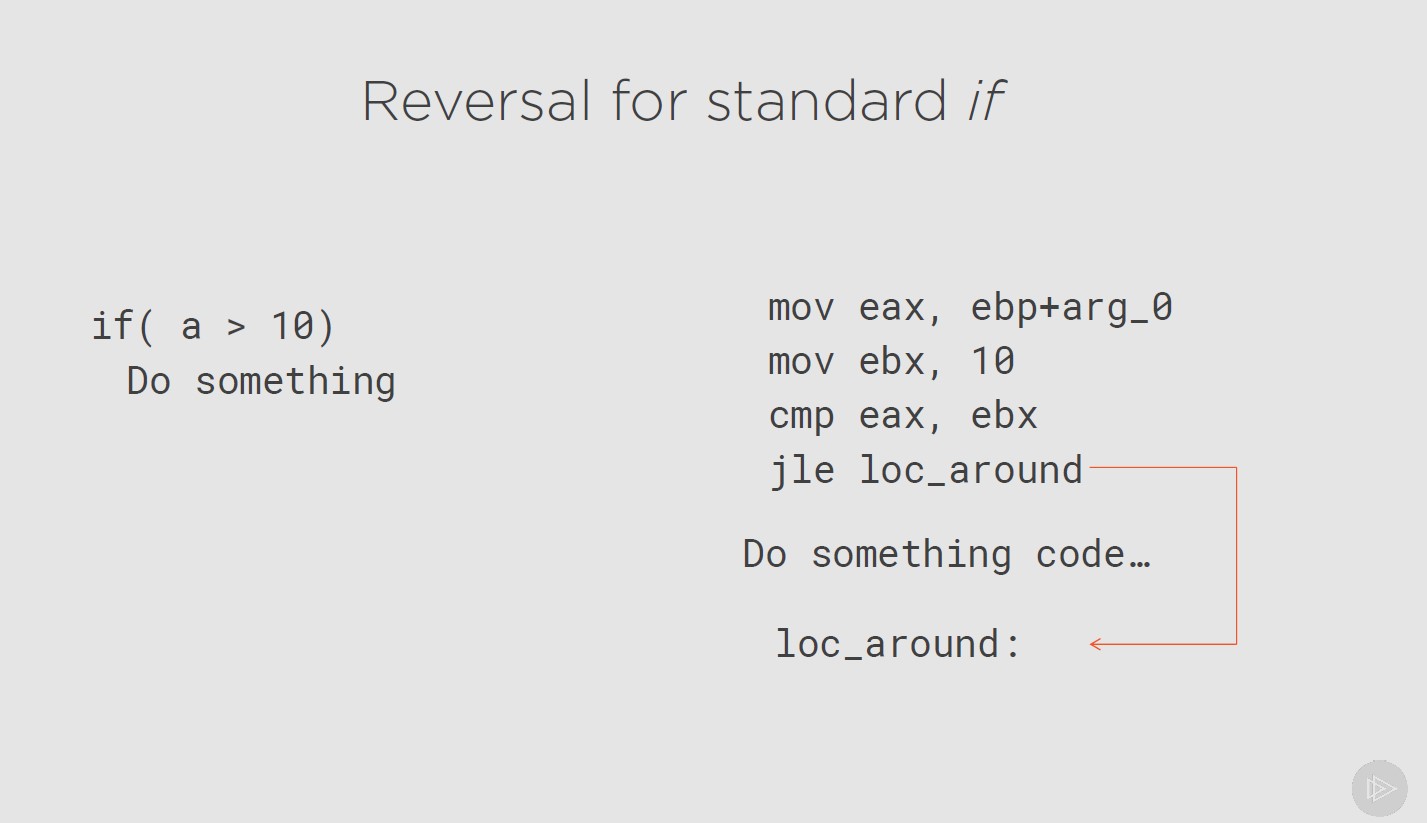 Reversal for standard if
if( a > 10)
Do something
mov eax, ebp+arg_0
mov ebx, 10
cmp eax, ebx
jle loc_around
Do something code…
loc_around: